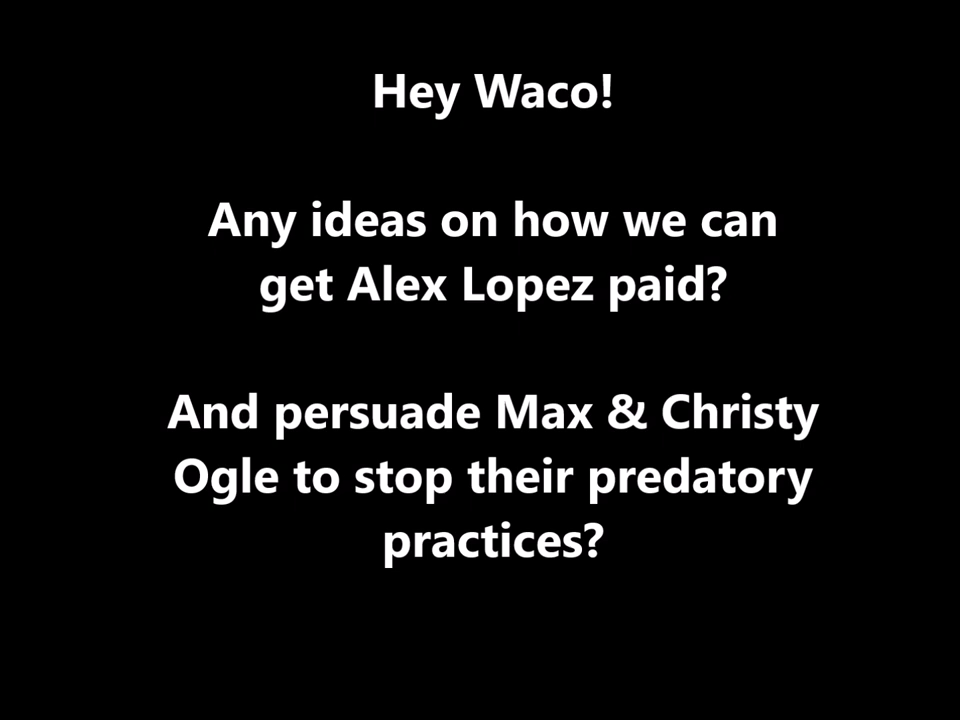 Hey Waco!
Any ideas on how we can
get Alex Lopez paid?
And persuade Max & Christy
Ogle to stop their predatory
practices?